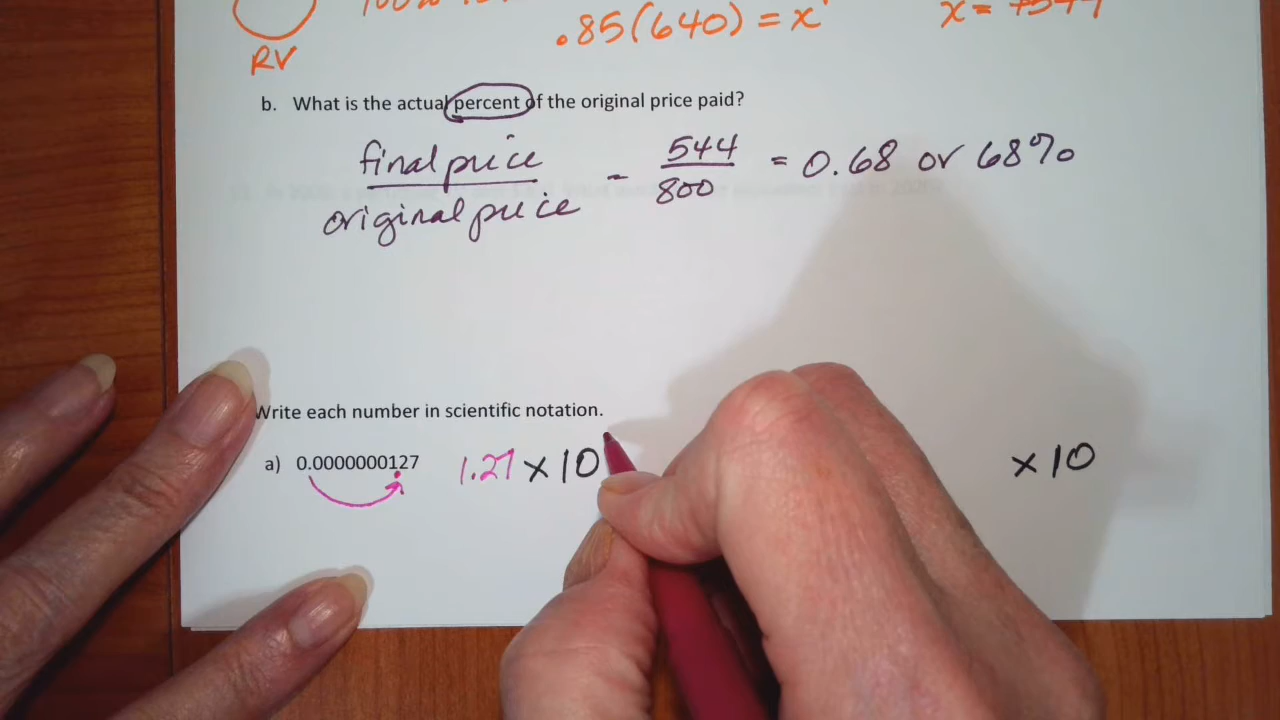 100%
.85(640) = x
x =
RV
b. What is the actual percent of the original price paid?
final price
original price
- 544
800
= 0.68 or 68%
Write each number in scientific notation.
a) 0.0000000127 1.27 × 10
× 10